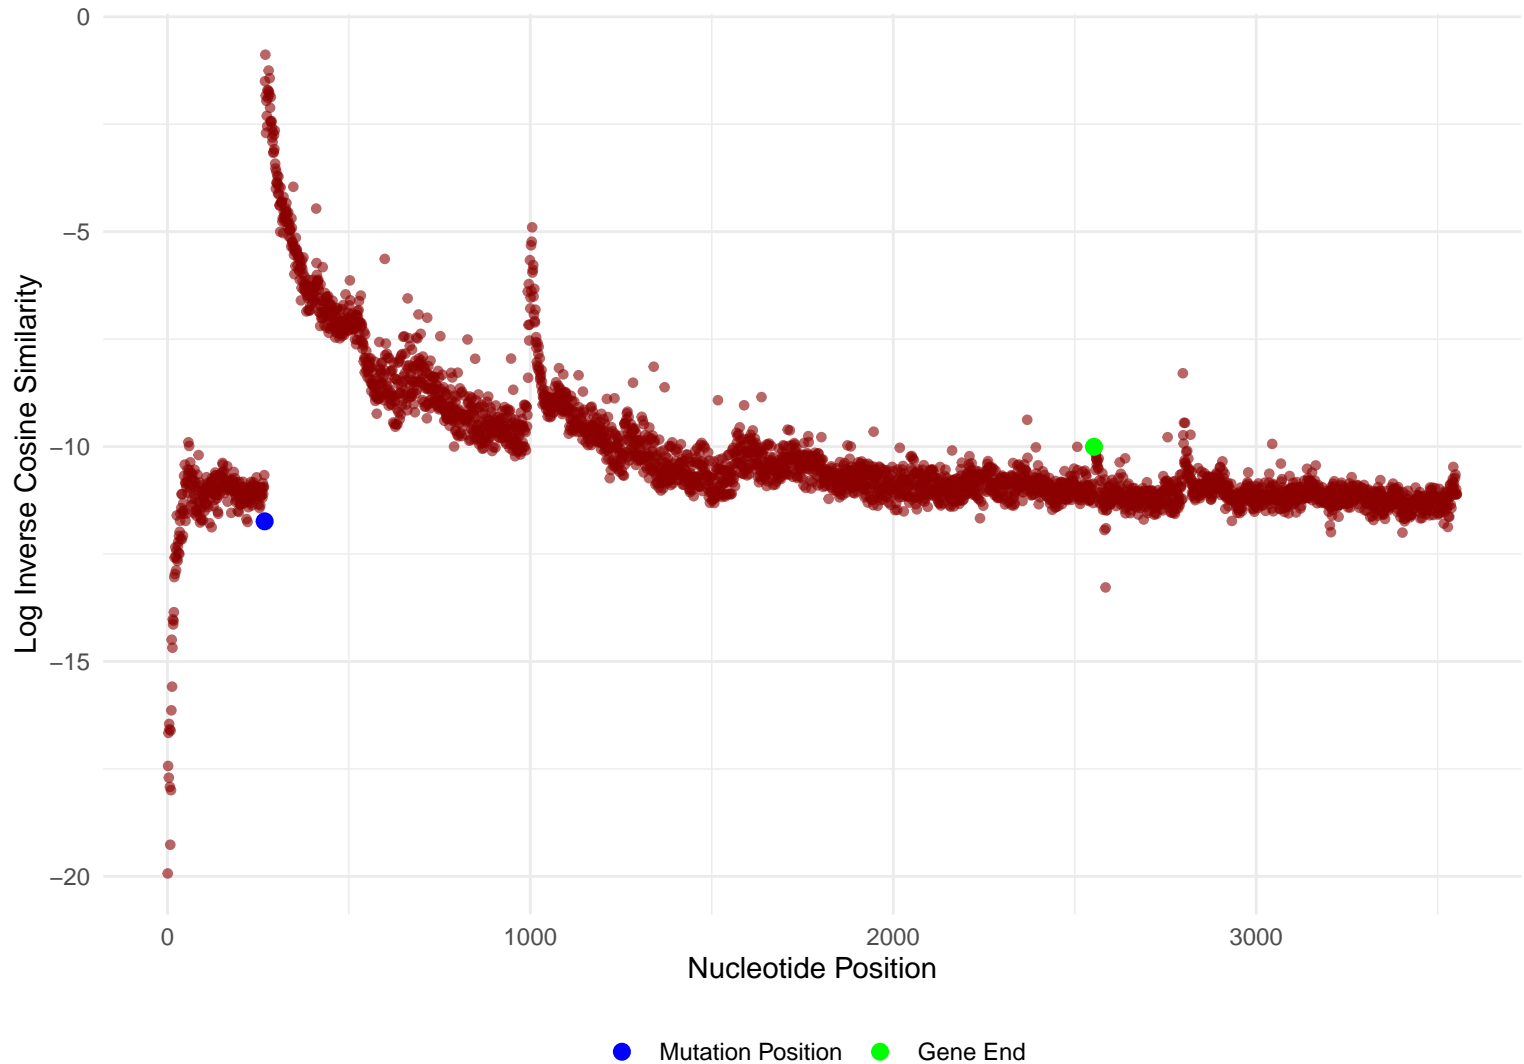 0
−5
−10
−15
−20
Log Inverse Cosine Similarity
0 1000 2000 3000
Nucleotide Position
Mutation Position Gene End